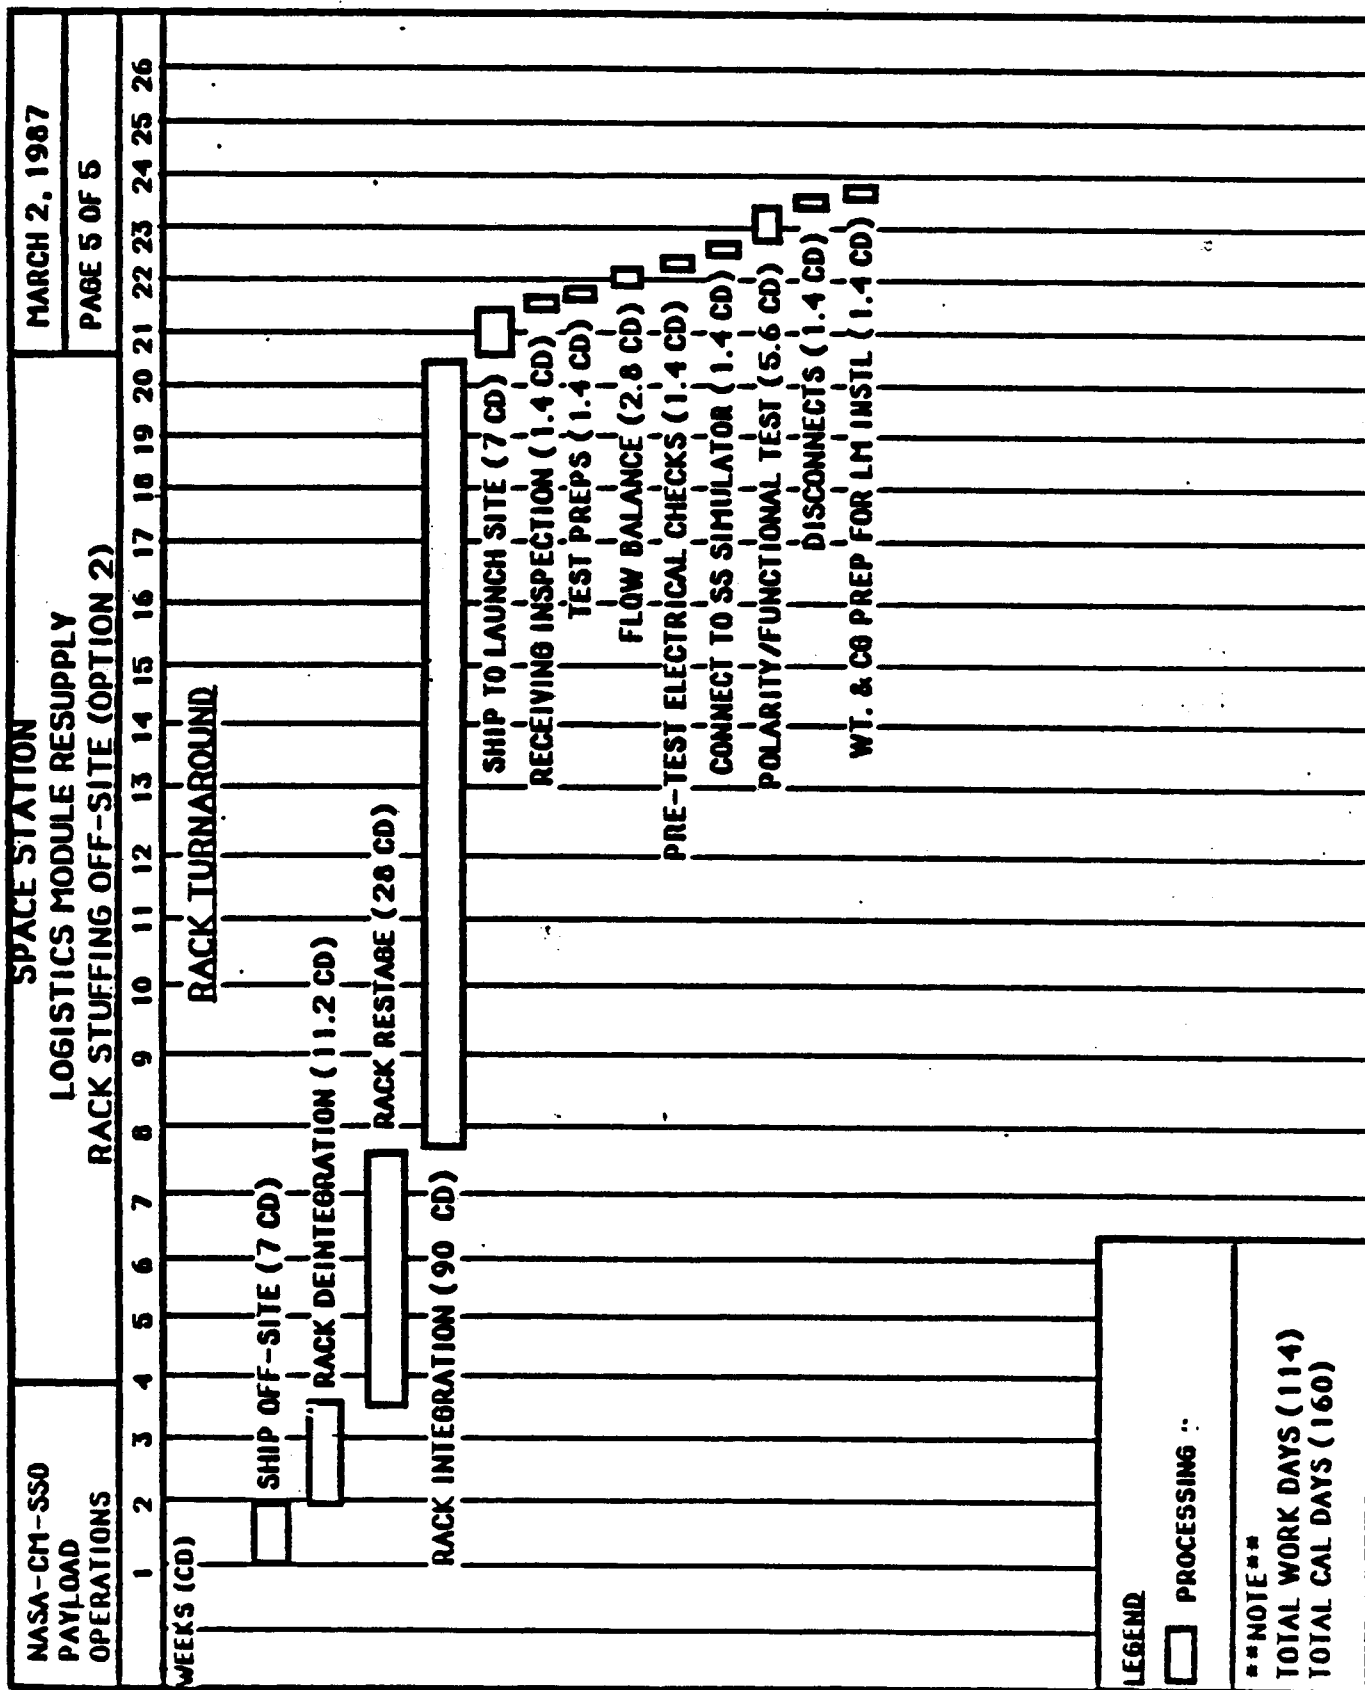 NASA-CM-SSO
PAYLOAD
OPERATIONS
SPACE STATION
LOGISTICS MODULE RESUPPLY
RACK STUFFING OFF-SITE (OPTION 2)
MARCH 2, 1987
PAGE 5 OF 5
1 2 3 4 5 6 7 8 9 10 11 12 13 14 15 16 17 18 19 20 21 22 23 24 25 26
WEEKS (CD)
RACK TURNAROUND
SHIP OFF-SITE (7 CD)
RACK DEINTEGRATION (11.2 CD)
RACK RESTAGE (28 CD)
RACK INTEGRATION (90 CD)
SHIP TO LAUNCH SITE (7 CD)
RECEIVING INSPECTION (1.4 CD)
TEST PREPS (1.4 CD)
FLOW BALANCE (2.8 CD)
PRE-TEST ELECTRICAL CHECKS (1.4 CD)
CONNECT TO SS SIMULATOR (1.4 CD)
POLARITY/FUNCTIONAL TEST (5.6 CD)
DISCONNECTS (1.4 CD)
WT. & CG PREP FOR LM INSTL (1.4 CD)
LEGEND
PROCESSING
**NOTE**
TOTAL WORK DAYS (114)
TOTAL CAL DAYS (160)